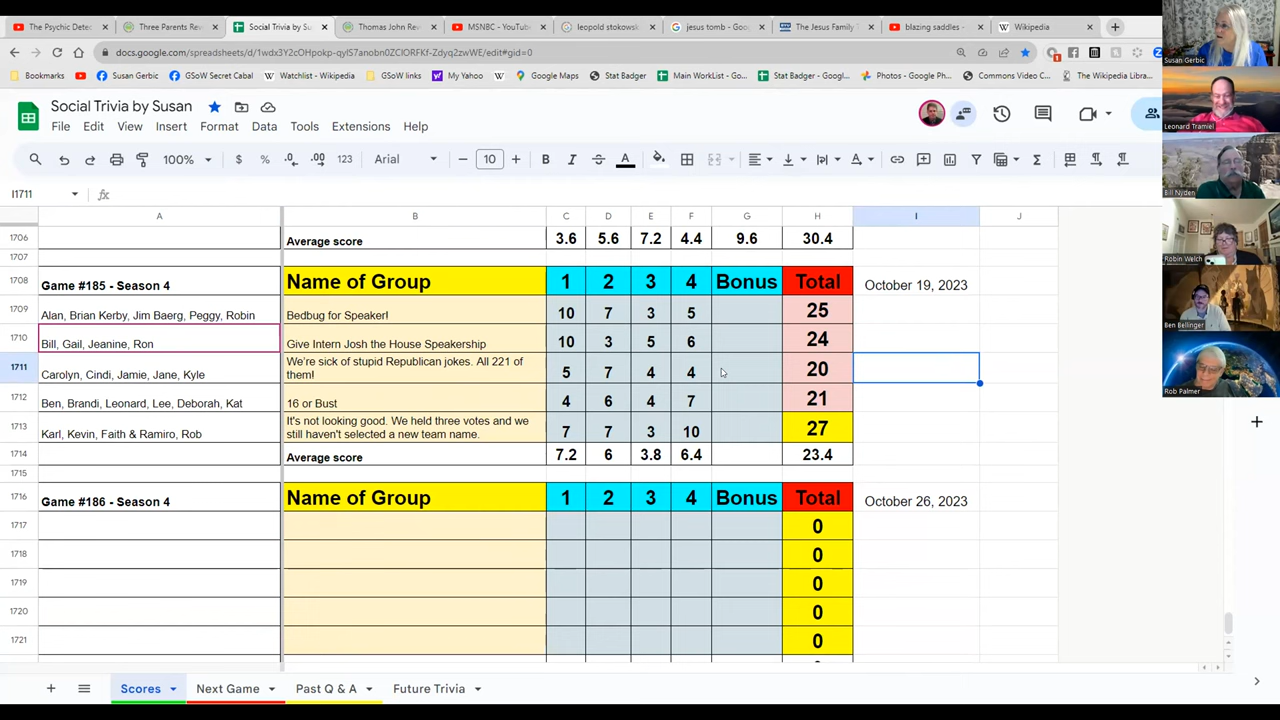 The Psychic Detec
Three Parents Rev
Social Trivia by Sus
Thomas John Rev
MSNBC - YouTube
leopold stokowsk
jesus tomb - Goo
The Jesus Family T
blazing saddles -
Wikipedia
docs.google.com/spreadsheets/d/1wdx3Y2cOHpokp-qyIS7anobn0ZClORFKf-Zdyq2zwWE/edit#gid=0
Bookmarks
Susan Gerbic
GSoW Secret Cabal
Watchlist - Wikipedia
GSoW links
My Yahoo
Google Maps
Stat Badger
Main WorkList - Go...
Stat Badger - Googl...
Photos - Google Ph...
Commons Video C...
The Wikipedia Libra...
Social Trivia by Susan
File Edit View Insert Format Data Tools Extensions Help
100% $ % .0 .00 123 Arial 10 B I S A
I1711 fx
A B C D E F G H I J
1706 Average score 3.6 5.6 7.2 4.4 9.6 30.4
1707
1708 Game #185 - Season 4 Name of Group 1 2 3 4 Bonus Total October 19, 2023
1709 Alan, Brian Kerby, Jim Baerg, Peggy, Robin Bedbug for Speaker! 10 7 3 5 25
1710 Bill, Gail, Jeanine, Ron Give Intern Josh the House Speakership 10 3 5 6 24
1711 Carolyn, Cindi, Jamie, Jane, Kyle We're sick of stupid Republican jokes. All 221 of
them! 5 7 4 4 20
1712 Ben, Brandi, Leonard, Lee, Deborah, Kat 16 or Bust 4 6 4 7 21
1713 Karl, Kevin, Faith & Ramiro, Rob It's not looking good. We held three votes and we
still haven't selected a new team name. 7 7 3 10 27
1714 Average score 7.2 6 3.8 6.4 23.4
1715
1716 Game #186 - Season 4 Name of Group 1 2 3 4 Bonus Total October 26, 2023
1717 0
1718 0
1719 0
1720 0
1721 0
Scores Next Game Past Q & A Future Trivia
Susan Gerbic
Leonard Tramiel
Bill Nyden
Robin Welch
Ben Bellinger
Rob Palmer